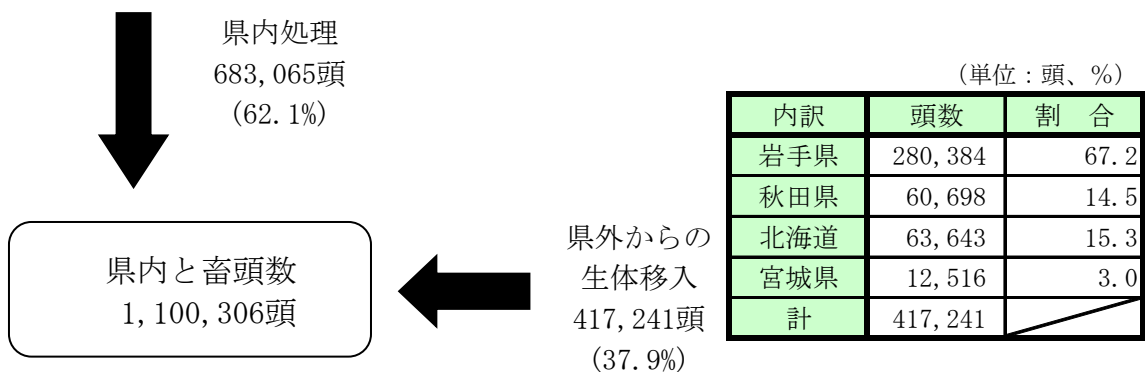 県内処理
683,065頭
(62.1%)
(単位：頭、%)
内訳 頭数 割　合
岩手県 280,384 67.2
秋田県 60,698 14.5
北海道 63,643 15.3
宮城県 12,516 3.0
計 417,241
県内と畜頭数
1,100,306頭
県外からの
生体移入
417,241頭
(37.9%)